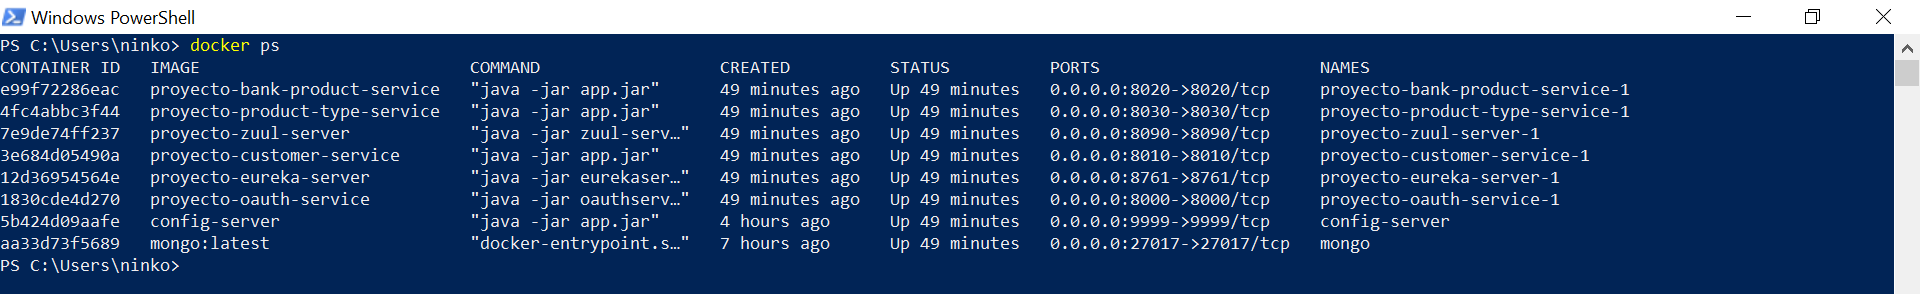 Windows PowerShell
PS C:\Users\ninko> docker ps
CONTAINER ID   IMAGE                           COMMAND                  CREATED          STATUS          PORTS                      NAMES
e99f72286eac   proyecto-bank-product-service   "java -jar app.jar"      49 minutes ago   Up 49 minutes   0.0.0.0:8020->8020/tcp     proyecto-bank-product-service-1
4fc4abbc3f44   proyecto-product-type-service   "java -jar app.jar"      49 minutes ago   Up 49 minutes   0.0.0.0:8030->8030/tcp     proyecto-product-type-service-1
7e9de74ff237   proyecto-zuul-server            "java -jar zuul-serv…"   49 minutes ago   Up 49 minutes   0.0.0.0:8090->8090/tcp     proyecto-zuul-server-1
3e684d05490a   proyecto-customer-service       "java -jar app.jar"      49 minutes ago   Up 49 minutes   0.0.0.0:8010->8010/tcp     proyecto-customer-service-1
12d36954564e   proyecto-eureka-server          "java -jar eurekaser…"   49 minutes ago   Up 49 minutes   0.0.0.0:8761->8761/tcp     proyecto-eureka-server-1
1830cde4d270   proyecto-oauth-service          "java -jar oauthserv…"   49 minutes ago   Up 49 minutes   0.0.0.0:8000->8000/tcp     proyecto-oauth-service-1
5b424d09aafe   config-server                   "java -jar app.jar"      4 hours ago      Up 49 minutes   0.0.0.0:9999->9999/tcp     config-server
aa33d73f5689   mongo:latest                    "docker-entrypoint.s…"   7 hours ago      Up 49 minutes   0.0.0.0:27017->27017/tcp   mongo
PS C:\Users\ninko>